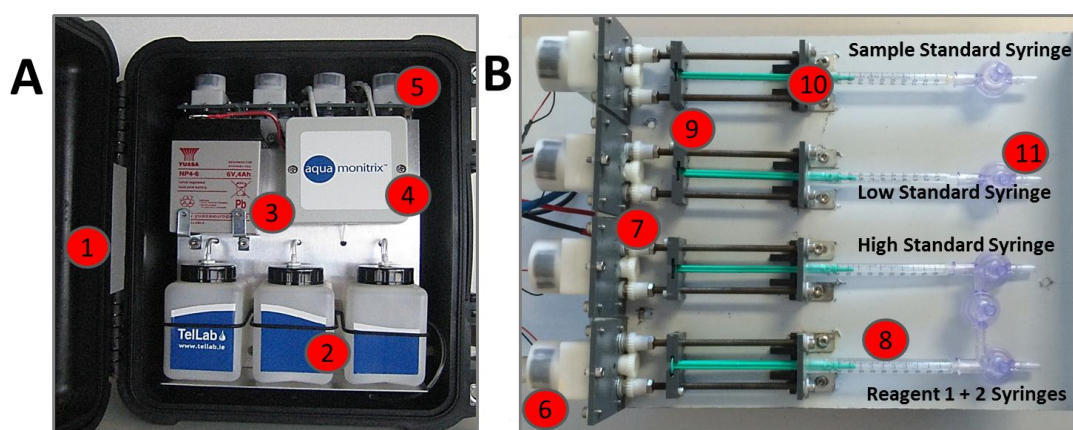 A
B
5
YUASA
NP4-6 6V,4Ah
Pb
aqua monitrix™
4
3
1
TelLab
www.tellab.ie
2
Sample Standard Syringe
10
9
11
Low Standard Syringe
7
High Standard Syringe
8
6
Reagent 1 + 2 Syringes